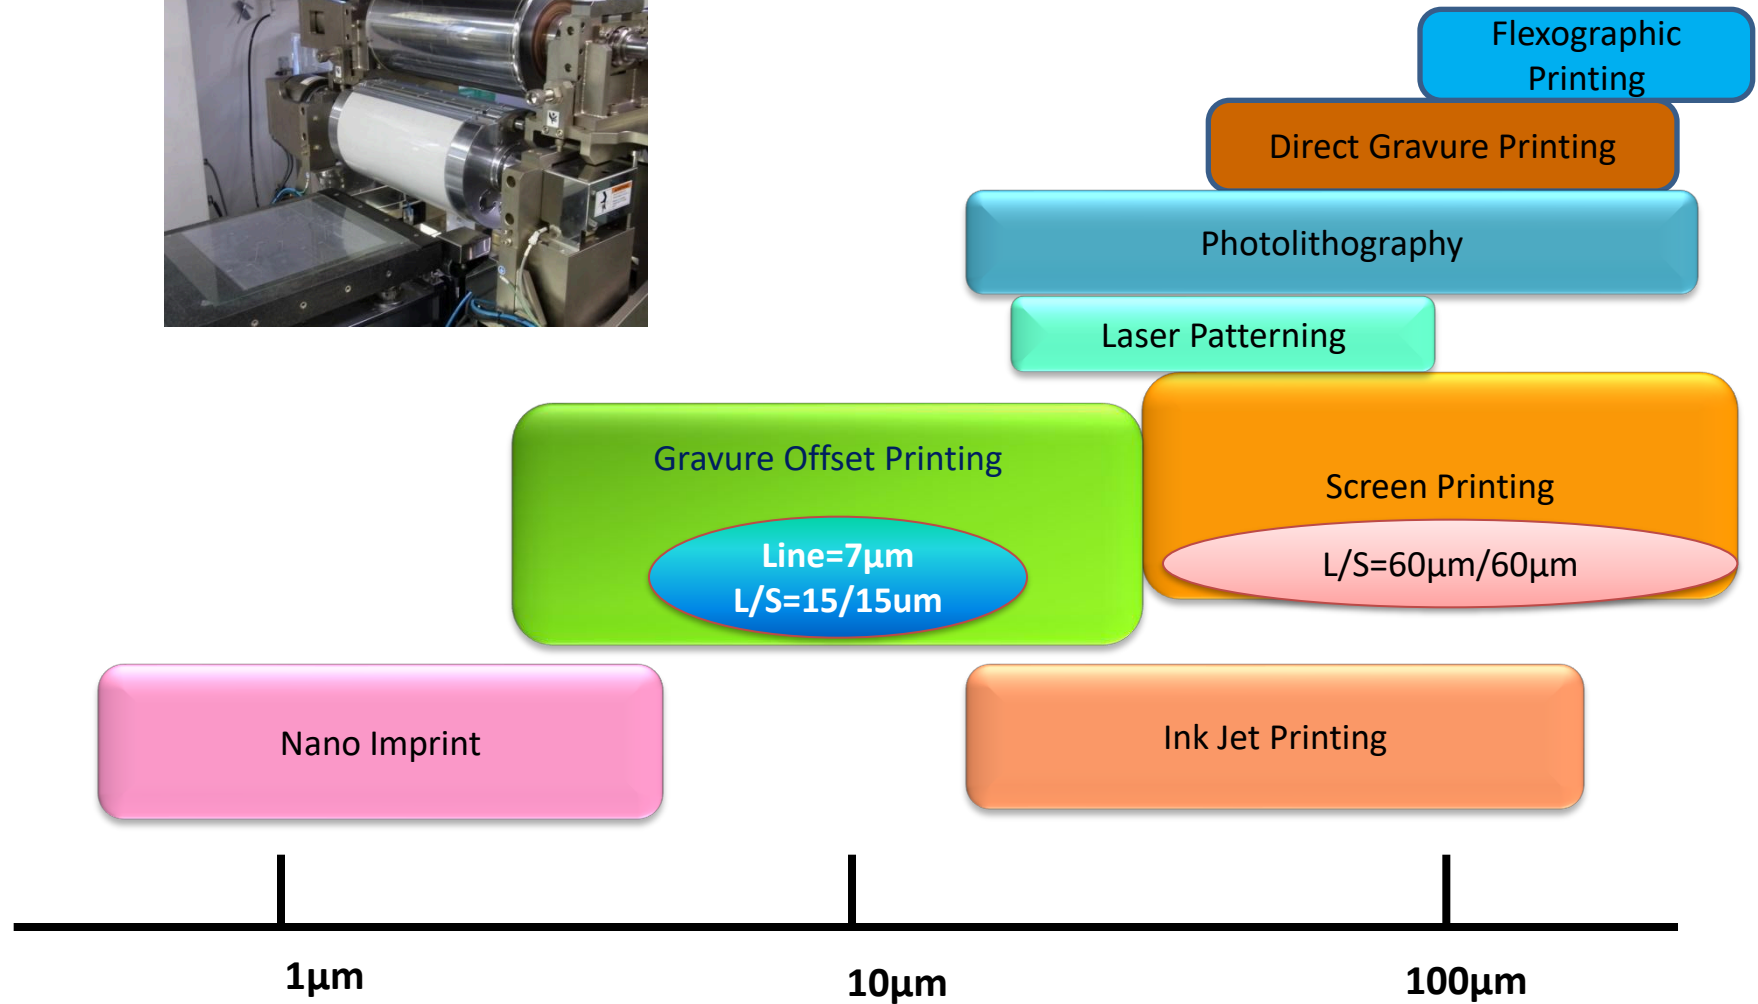 Flexographic
Printing
Direct Gravure Printing
Photolithography
Laser Patterning
Gravure Offset Printing
Screen Printing
Line=7μm
L/S=15/15um
L/S=60μm/60μm
Nano Imprint
Ink Jet Printing
1μm
10μm
100μm